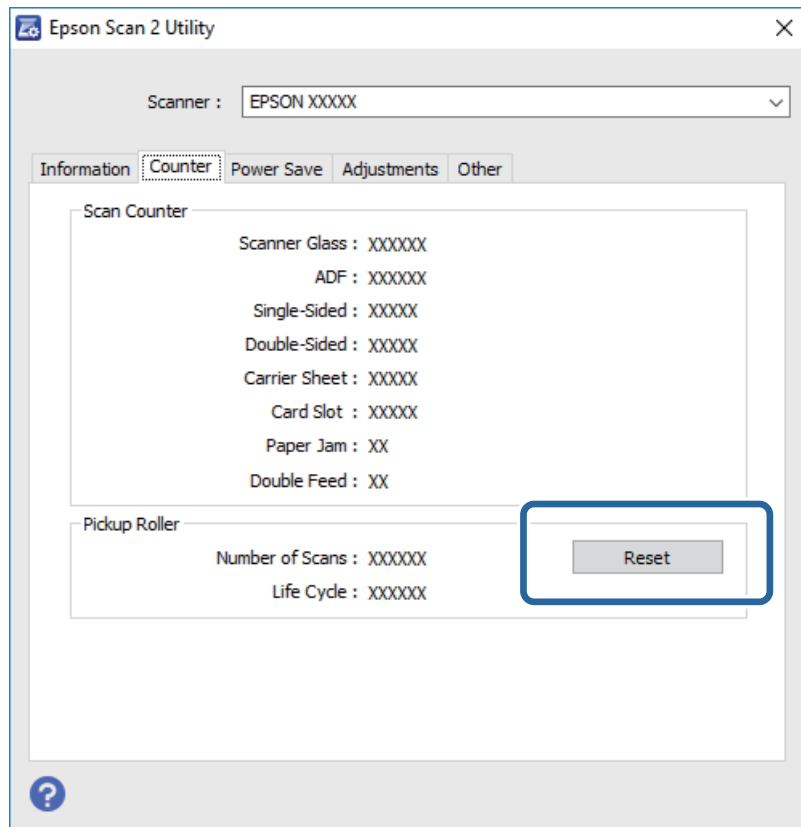 Epson Scan 2 Utility
Scanner : EPSON XXXXX
Information Counter Power Save Adjustments Other
Scan Counter
Scanner Glass : XXXXXX
ADF : XXXXXX
Single-Sided : XXXXX
Double-Sided : XXXXX
Carrier Sheet : XXXXX
Card Slot : XXXXX
Paper Jam : XX
Double Feed : XX
Pickup Roller
Number of Scans : XXXXXX Reset
Life Cycle : XXXXXX
?